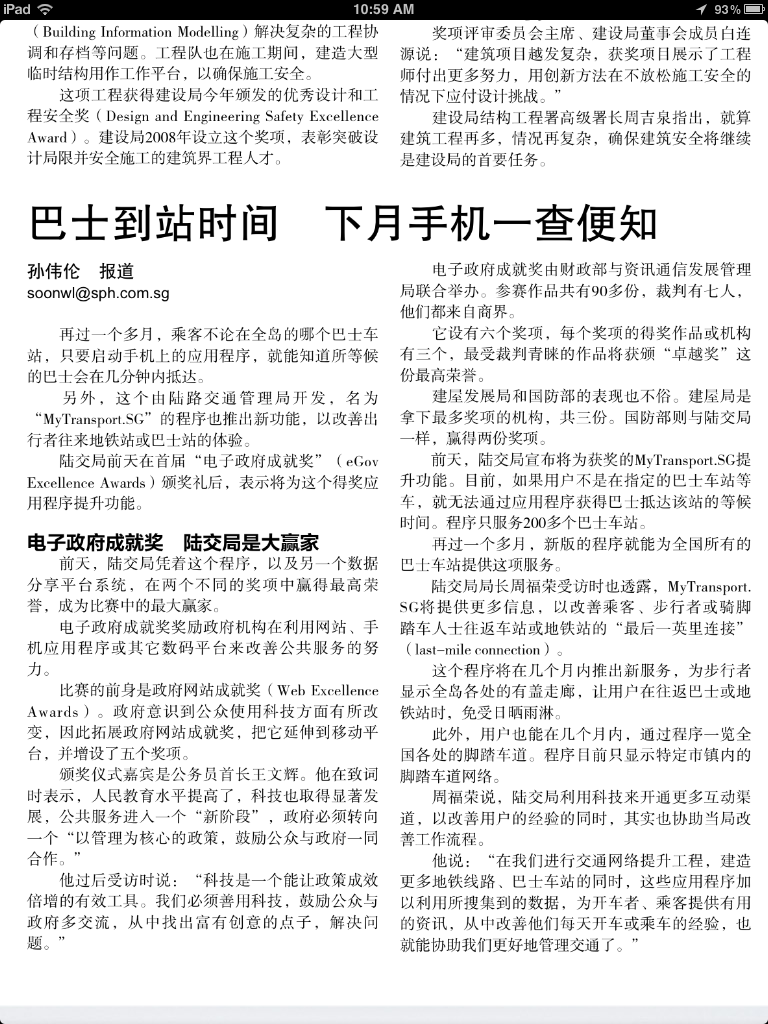 iPad
10:59 AM
93%
（Building Information Modelling）解决复杂的工程协
调和存档等问题。工程队也在施工期间，建造大型
临时结构用作工作平台，以确保施工安全。
这项工程获得建设局今年颁发的优秀设计和工
程安全奖（Design and Engineering Safety Excellence
Award）。建设局2008年设立这个奖项，表彰突破设
计局限并安全施工的建筑界工程人才。
奖项评审委员会主席、建设局董事会成员白连
源说：“建筑项目越发复杂，获奖项目展示了工程
师付出更多努力，用创新方法在不放松施工安全的
情况下应付设计挑战。”
建设局结构工程署高级署长周吉泉指出，就算
建筑工程再多，情况再复杂，确保建筑安全将继续
是建设局的首要任务。
巴士到站时间　下月手机一查便知
孙伟伦　报道
soonwl@sph.com.sg
再过一个多月，乘客不论在全岛的哪个巴士车
站，只要启动手机上的应用程序，就能知道所等候
的巴士会在几分钟内抵达。
另外，这个由陆路交通管理局开发，名为
“MyTransport.SG”的程序也推出新功能，以改善出
行者往来地铁站或巴士站的体验。
陆交局前天在首届“电子政府成就奖”（eGov
Excellence Awards）颁奖礼后，表示将为这个得奖应
用程序提升功能。
电子政府成就奖　陆交局是大赢家
前天，陆交局凭着这个程序，以及另一个数据
分享平台系统，在两个不同的奖项中赢得最高荣
誉，成为比赛中的最大赢家。
电子政府成就奖奖励政府机构在利用网站、手
机应用程序或其它数码平台来改善公共服务的努
力。
比赛的前身是政府网站成就奖（Web Excellence
Awards）。政府意识到公众使用科技方面有所改
变，因此拓展政府网站成就奖，把它延伸到移动平
台，并增设了五个奖项。
颁奖仪式嘉宾是公务员首长王文辉。他在致词
时表示，人民教育水平提高了，科技也取得显著发
展，公共服务进入一个“新阶段”，政府必须转向
一个“以管理为核心的政策，鼓励公众与政府一同
合作。”
他过后受访时说：“科技是一个能让政策成效
倍增的有效工具。我们必须善用科技，鼓励公众与
政府多交流，从中找出富有创意的点子，解决问
题。”
电子政府成就奖由财政部与资讯通信发展管理
局联合举办。参赛作品共有90多份，裁判有七人，
他们都来自商界。
它设有六个奖项，每个奖项的得奖作品或机构
有三个，最受裁判青睐的作品将获颁“卓越奖”这
份最高荣誉。
建屋发展局和国防部的表现也不俗。建屋局是
拿下最多奖项的机构，共三份。国防部则与陆交局
一样，赢得两份奖项。
前天，陆交局宣布将为获奖的MyTransport.SG提
升功能。目前，如果用户不是在指定的巴士车站等
车，就无法通过应用程序获得巴士抵达该站的等候
时间。程序只服务200多个巴士车站。
再过一个多月，新版的程序就能为全国所有的
巴士车站提供这项服务。
陆交局局长周福荣受访时也透露，MyTransport.
SG将提供更多信息，以改善乘客、步行者或骑脚
踏车人士往返车站或地铁站的“最后一英里连接”
（last-mile connection）。
这个程序将在几个月内推出新服务，为步行者
显示全岛各处的有盖走廊，让用户在往返巴士或地
铁站时，免受日晒雨淋。
此外，用户也能在几个月内，通过程序一览全
国各处的脚踏车道。程序目前只显示特定市镇内的
脚踏车道网络。
周福荣说，陆交局利用科技来开通更多互动渠
道，以改善用户的经验的同时，其实也协助当局改
善工作流程。
他说：“在我们进行交通网络提升工程，建造
更多地铁线路、巴士车站的同时，这些应用程序加
以利用所搜集到的数据，为开车者、乘客提供有用
的资讯，从中改善他们每天开车或乘车的经验，也
就能协助我们更好地管理交通了。”